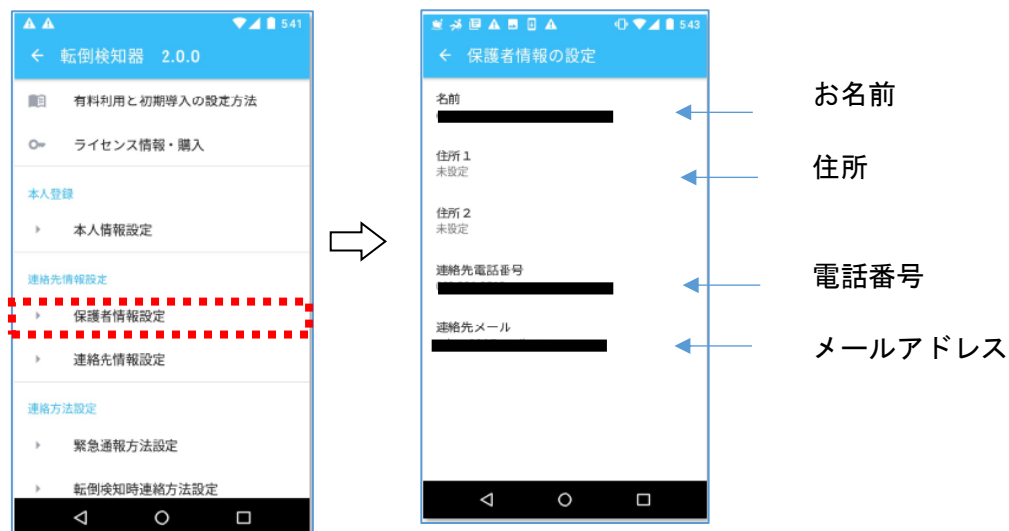 5:41
転倒検知器 2.0.0
有料利用と初期導入の設定方法
ライセンス情報・購入
本人登録
本人情報設定
連絡先情報設定
保護者情報設定
連絡先情報設定
連絡方法設定
緊急通報方法設定
転倒検知時連絡方法設定
5:43
保護者情報の設定
名前
住所１
未設定
住所２
未設定
連絡先電話番号
連絡先メール
お名前
住所
電話番号
メールアドレス